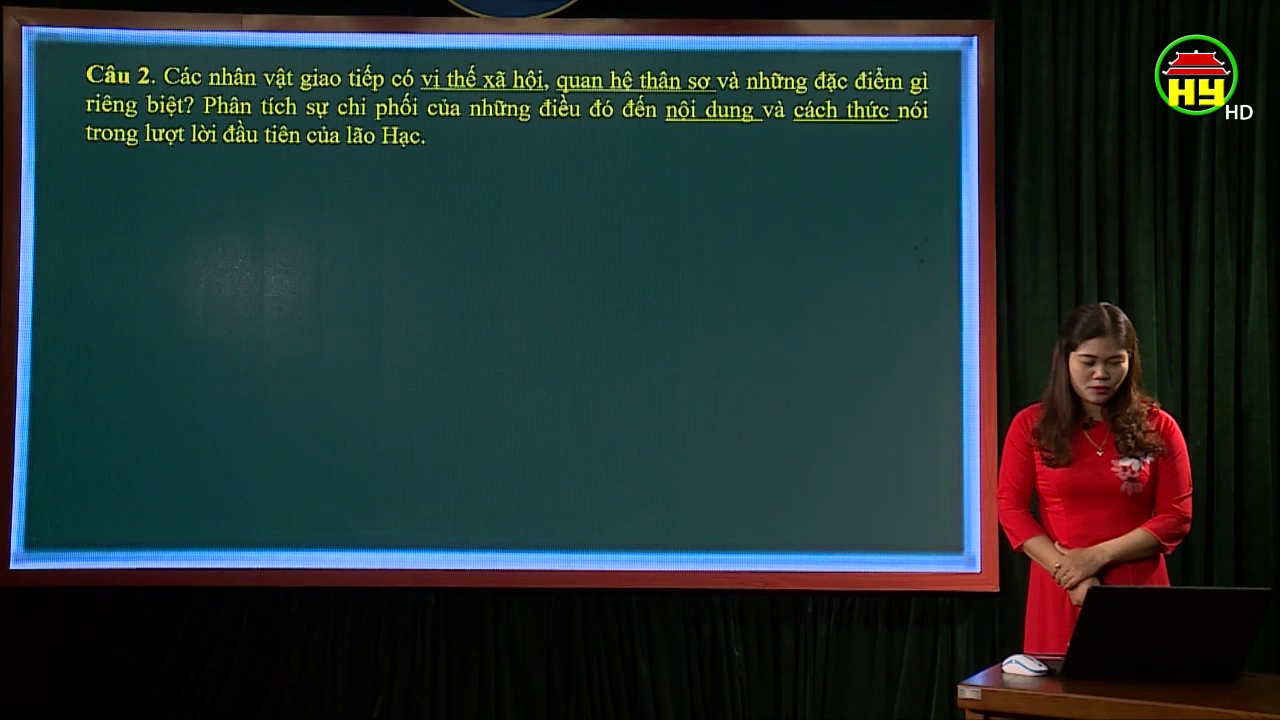 Câu 2. Các nhân vật giao tiếp có vị thế xã hội, quan hệ thân sơ và những đặc điểm gì
riêng biệt? Phân tích sự chi phối của những điều đó đến nội dung và cách thức nói
trong lượt lời đầu tiên của lão Hạc.
HY
HD